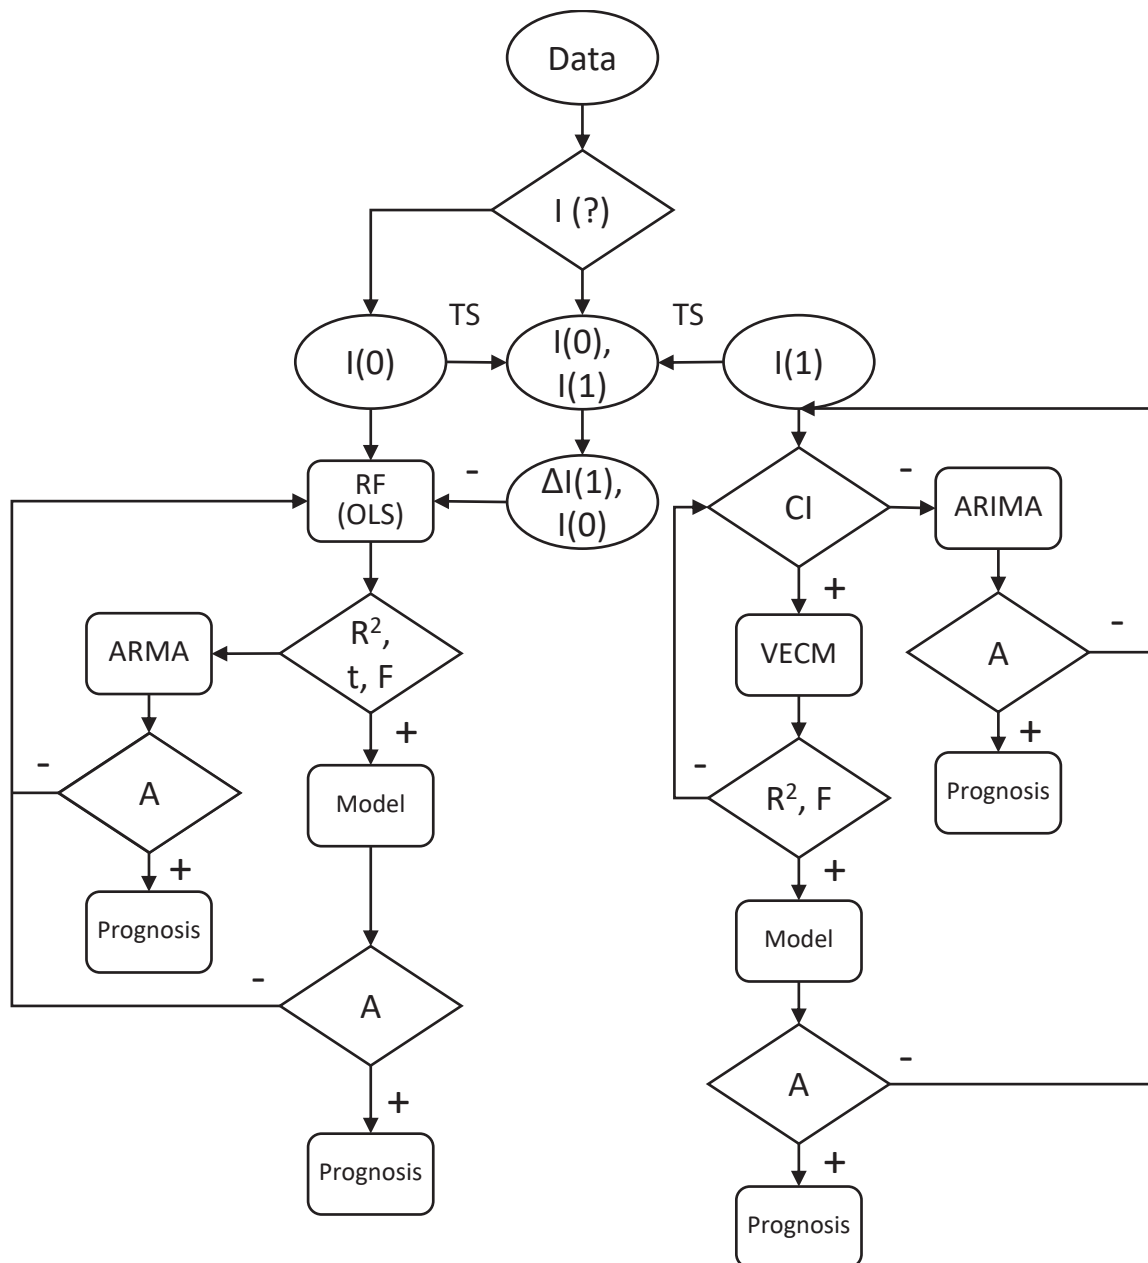 Data
I (?)
TS
TS
I(0)
I(0),
I(1)
I(1)
RF
(OLS)
-
ΔI(1),
I(0)
CI
-
ARIMA
+
ARMA
R², 
t, F
VECM
A
-
+
+
-
A
Model
-
R², F
Prognosis
+
+
Prognosis
Model
-
A
-
A
+
+
Prognosis
Prognosis